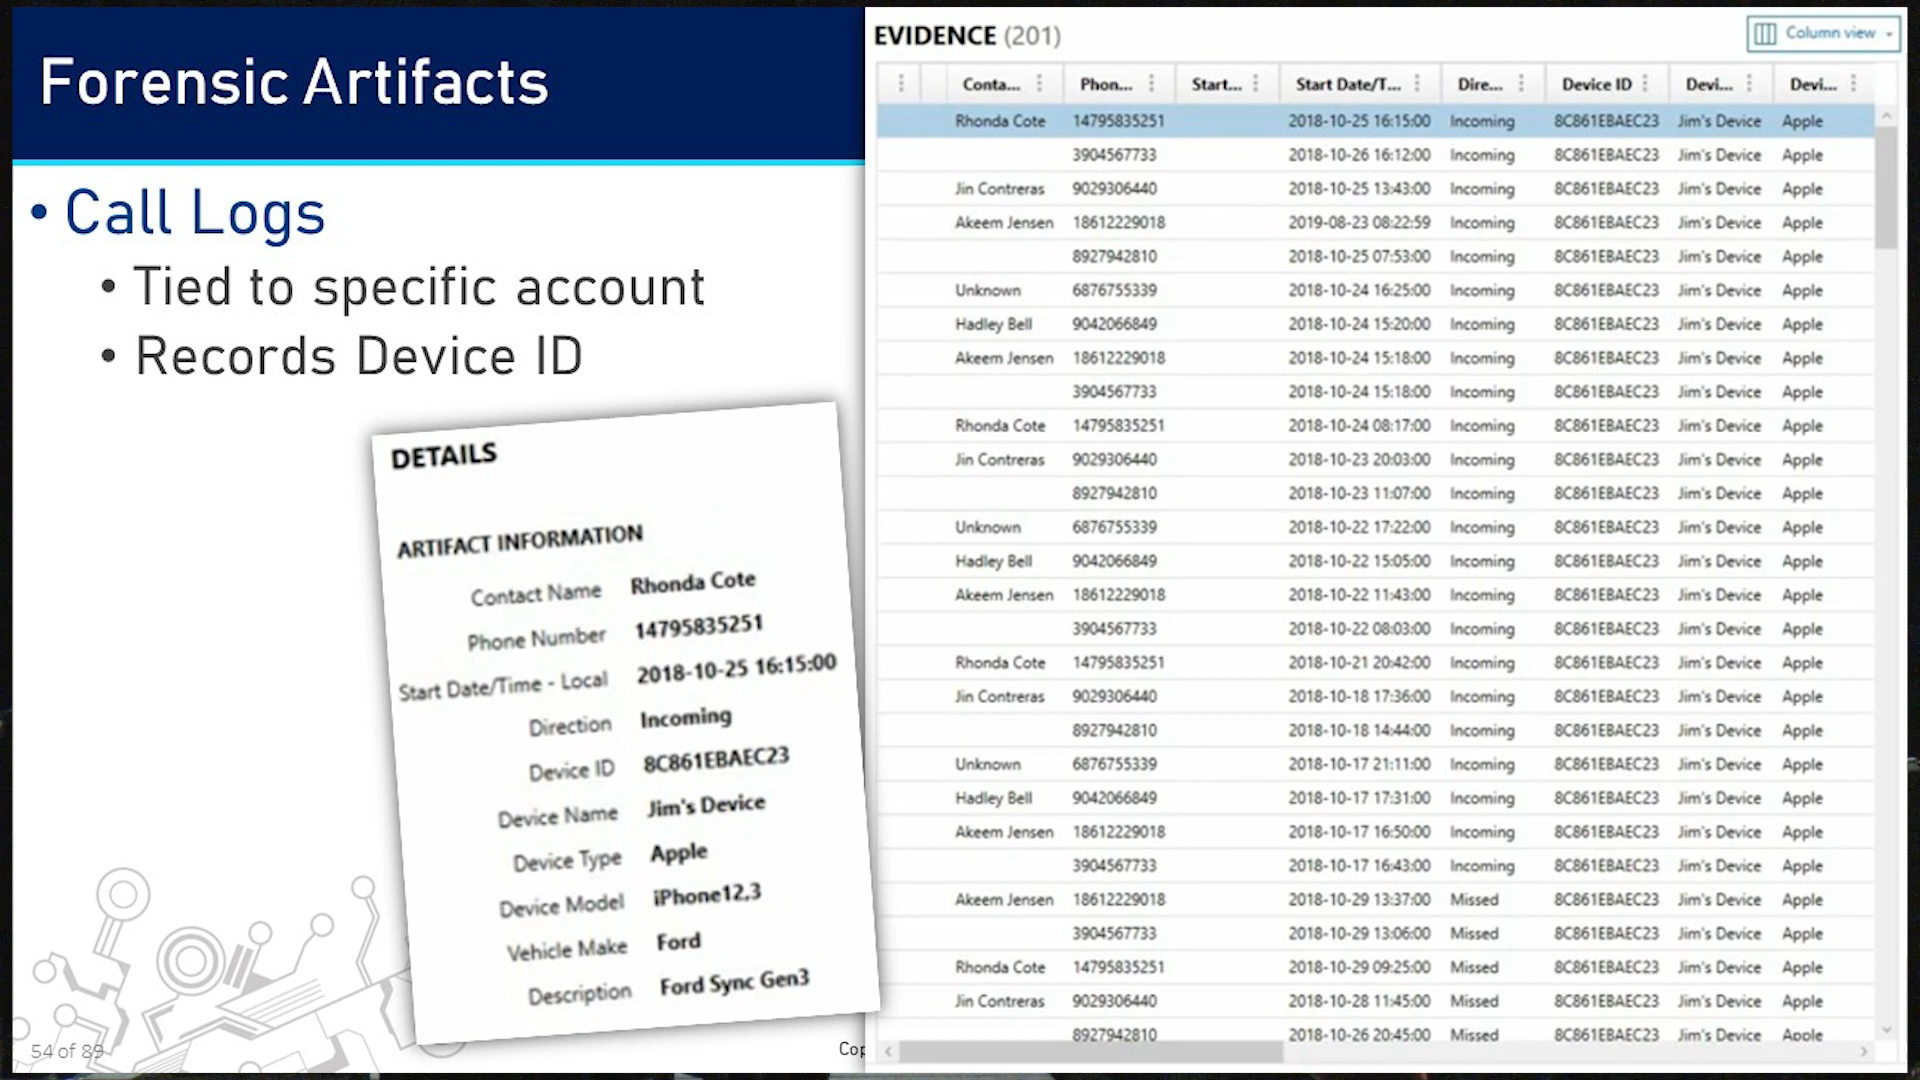 Forensic Artifacts
• Call Logs
• Tied to specific account
• Records Device ID
DETAILS
ARTIFACT INFORMATION
Contact Name Rhonda Cote
Phone Number 14795835251
Start Date/Time - Local 2018-10-25 16:15:00
Direction Incoming
Device ID 8C861EBAEC23
Device Name Jim's Device
Device Type Apple
Device Model iPhone12,3
Vehicle Make Ford
Description Ford Sync Gen3
54 of 89
Cop
EVIDENCE (201)
Column view
Conta... Phon... Start... Start Date/T... Dire... Device ID Devi... Devi...
Rhonda Cote 14795835251 2018-10-25 16:15:00 Incoming 8C861EBAEC23 Jim's Device Apple
3904567733 2018-10-26 16:12:00 Incoming 8C861EBAEC23 Jim's Device Apple
Jin Contreras 9029306440 2018-10-25 13:43:00 Incoming 8C861EBAEC23 Jim's Device Apple
Akeem Jensen 18612229018 2019-08-23 08:22:59 Incoming 8C861EBAEC23 Jim's Device Apple
8927942810 2018-10-25 07:53:00 Incoming 8C861EBAEC23 Jim's Device Apple
Unknown 6876755339 2018-10-24 16:25:00 Incoming 8C861EBAEC23 Jim's Device Apple
Hadley Bell 9042066849 2018-10-24 15:20:00 Incoming 8C861EBAEC23 Jim's Device Apple
Akeem Jensen 18612229018 2018-10-24 15:18:00 Incoming 8C861EBAEC23 Jim's Device Apple
3904567733 2018-10-24 15:18:00 Incoming 8C861EBAEC23 Jim's Device Apple
Rhonda Cote 14795835251 2018-10-24 08:17:00 Incoming 8C861EBAEC23 Jim's Device Apple
Jin Contreras 9029306440 2018-10-23 20:03:00 Incoming 8C861EBAEC23 Jim's Device Apple
8927942810 2018-10-23 11:07:00 Incoming 8C861EBAEC23 Jim's Device Apple
Unknown 6876755339 2018-10-22 17:22:00 Incoming 8C861EBAEC23 Jim's Device Apple
Hadley Bell 9042066849 2018-10-22 15:05:00 Incoming 8C861EBAEC23 Jim's Device Apple
Akeem Jensen 18612229018 2018-10-22 11:43:00 Incoming 8C861EBAEC23 Jim's Device Apple
3904567733 2018-10-22 08:03:00 Incoming 8C861EBAEC23 Jim's Device Apple
Rhonda Cote 14795835251 2018-10-21 20:42:00 Incoming 8C861EBAEC23 Jim's Device Apple
Jin Contreras 9029306440 2018-10-18 17:36:00 Incoming 8C861EBAEC23 Jim's Device Apple
8927942810 2018-10-18 14:44:00 Incoming 8C861EBAEC23 Jim's Device Apple
Unknown 6876755339 2018-10-17 21:11:00 Incoming 8C861EBAEC23 Jim's Device Apple
Hadley Bell 9042066849 2018-10-17 17:31:00 Incoming 8C861EBAEC23 Jim's Device Apple
Akeem Jensen 18612229018 2018-10-17 16:50:00 Incoming 8C861EBAEC23 Jim's Device Apple
3904567733 2018-10-17 16:43:00 Incoming 8C861EBAEC23 Jim's Device Apple
Akeem Jensen 18612229018 2018-10-29 13:37:00 Missed 8C861EBAEC23 Jim's Device Apple
3904567733 2018-10-29 13:06:00 Missed 8C861EBAEC23 Jim's Device Apple
Rhonda Cote 14795835251 2018-10-29 09:25:00 Missed 8C861EBAEC23 Jim's Device Apple
Jin Contreras 9029306440 2018-10-28 11:45:00 Missed 8C861EBAEC23 Jim's Device Apple
8927942810 2018-10-26 20:45:00 Missed 8C861EBAEC23 Jim's Device Apple